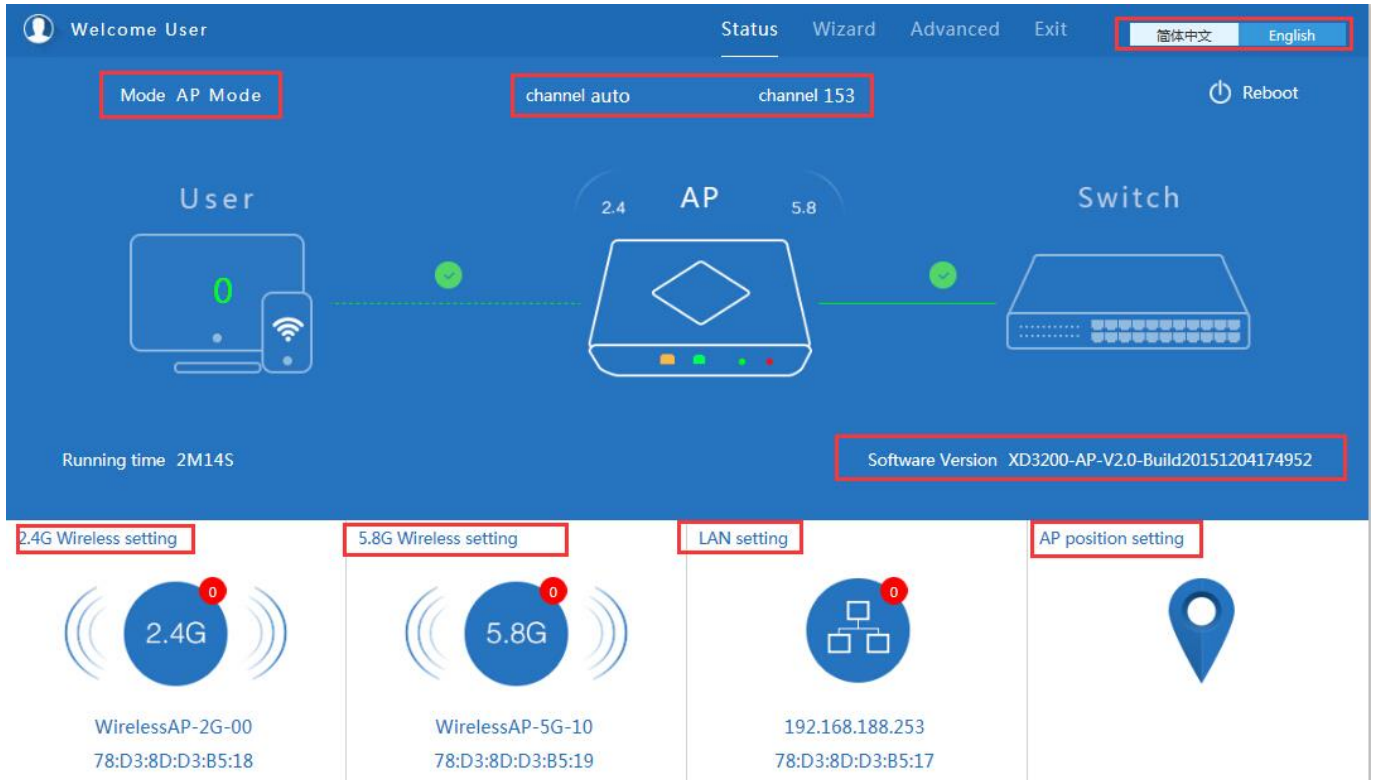 Welcome User
Status Wizard Advanced Exit 简体中文 English
Mode AP Mode
channel auto channel 153
Reboot
User
2.4 AP 5.8
Switch
0
Running time 2M14S
Software Version XD3200-AP-V2.0-Build20151204174952
2.4G Wireless setting
5.8G Wireless setting
LAN setting
AP position setting
0
2.4G
0
5.8G
0
WirelessAP-2G-00
78:D3:8D:D3:B5:18
WirelessAP-5G-10
78:D3:8D:D3:B5:19
192.168.188.253
78:D3:8D:D3:B5:17